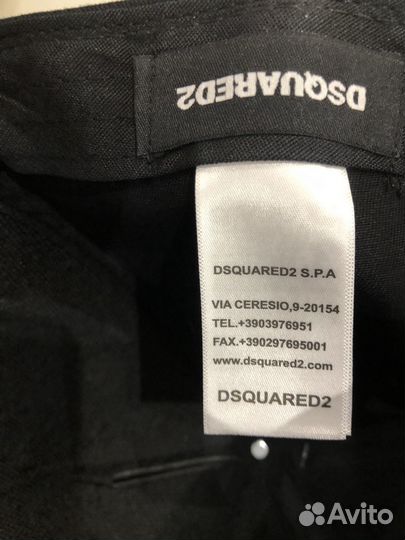 DSQUARED2
DSQUARED2 S.P.A
VIA CERESIO,9-20154
TEL.+3903976951
FAX.+390297695001
www.dsquared2.com
DSQUARED2
Avito